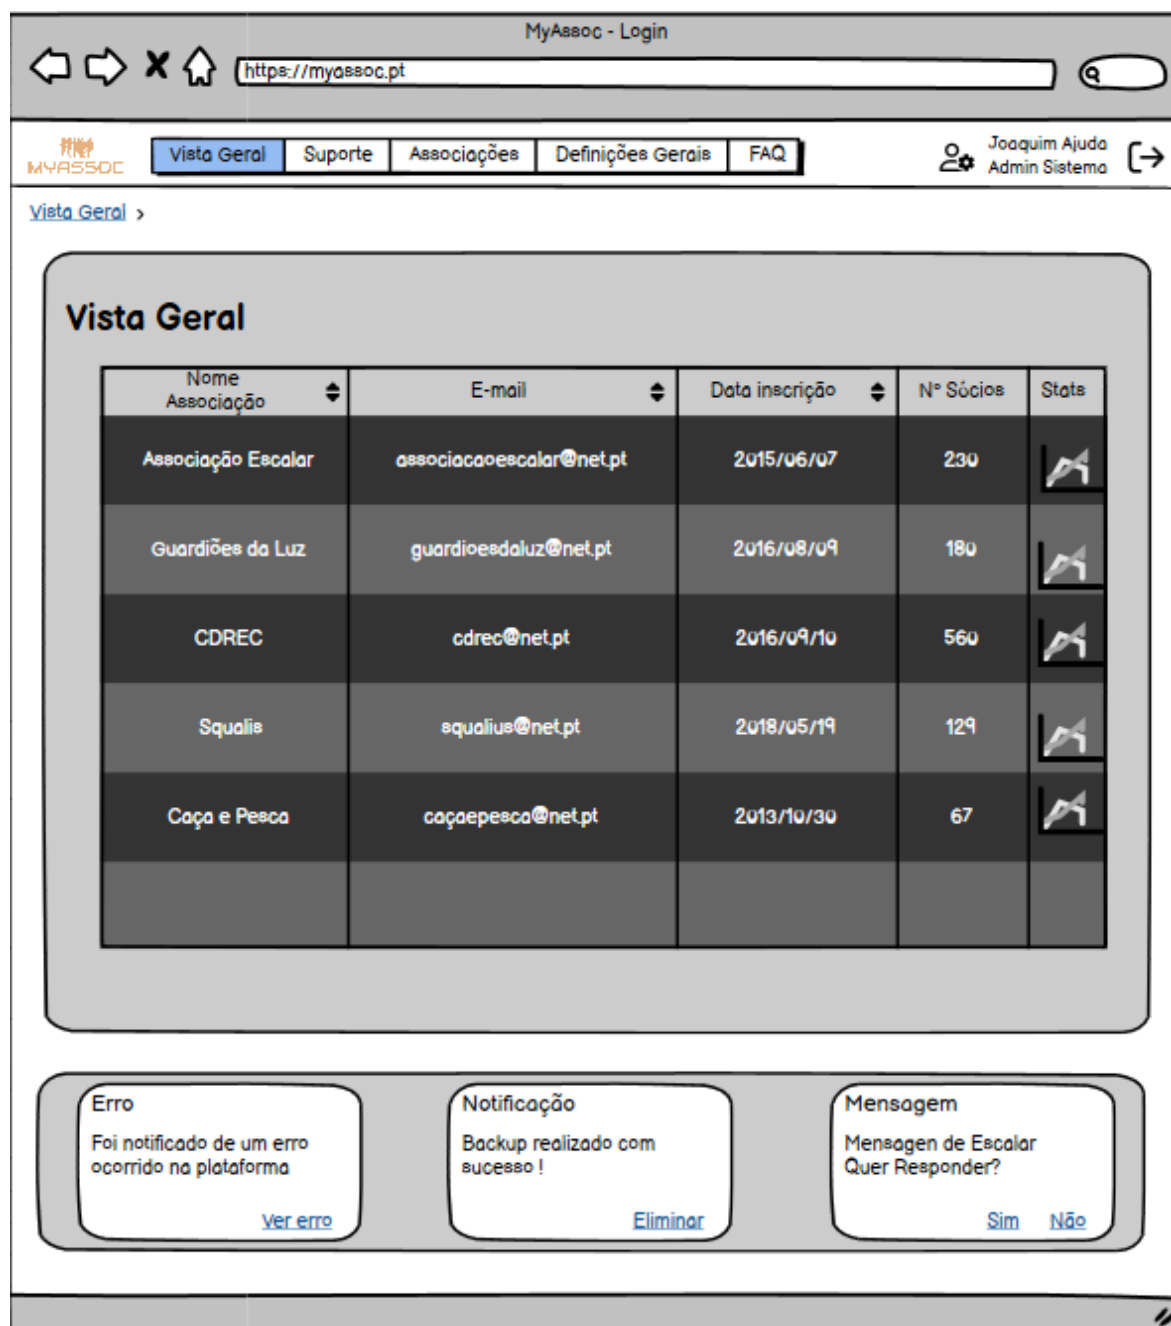 MyAssoc - Login
https://myassoc.pt
MYASSOC
Vista Geral Suporte Associações Definições Gerais FAQ
Joaquim Ajuda
Admin Sistema
Vista Geral >
Vista Geral
Nome
Associação
E-mail
Data inscrição
Nº Sócios
Stats
Associação Escalar associacaoescalar@net.pt 2015/06/07 230
Guardiões da Luz guardioesdaluz@net.pt 2016/08/09 180
CDREC cdrec@net.pt 2016/09/10 560
Squalis squalius@net.pt 2018/05/19 129
Caça e Pesca caçaepesca@net.pt 2013/10/30 67
Erro
Foi notificado de um erro
ocorrido na plataforma
Ver erro
Notificação
Backup realizado com
sucesso !
Eliminar
Mensagem
Mensagen de Escalar
Quer Responder?
Sim Não